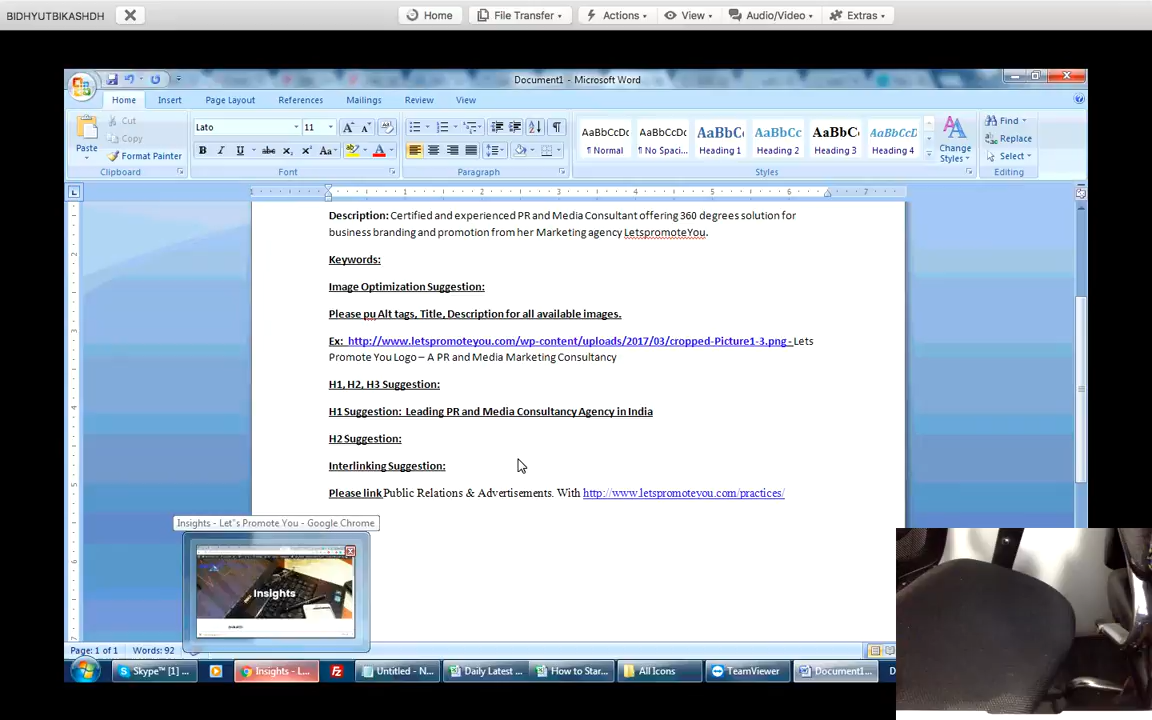 BIDHYUTBIKASHDH
Home
File Transfer
Actions
View
Audio/Video
Extras
Document1 - Microsoft Word
Home Insert Page Layout References Mailings Review View
Paste
Cut
Copy
Format Painter
Clipboard
Lato 11
Font
Paragraph
AaBbCcDc AaBbCcDc AaBbC AaBbCc AaBbC AaBbCcD
¶ Normal ¶ No Spaci... Heading 1 Heading 2 Heading 3 Heading 4
Change Styles
Styles
Find
Replace
Select
Editing
Description: Certified and experienced PR and Media Consultant offering 360 degrees solution for
business branding and promotion from her Marketing agency LetspromoteYou.
Keywords:
Image Optimization Suggestion:
Please pu Alt tags, Title, Description for all available images.
Ex: http://www.letspromoteyou.com/wp-content/uploads/2017/03/cropped-Picture1-3.png - Lets
Promote You Logo – A PR and Media Marketing Consultancy
H1, H2, H3 Suggestion:
H1 Suggestion: Leading PR and Media Consultancy Agency in India
H2 Suggestion:
Interlinking Suggestion:
Please link Public Relations & Advertisements. With http://www.letspromoteyou.com/practices/
Insights - Let"s Promote You - Google Chrome
Insights
Page: 1 of 1 Words: 92
Skype™ [1] ...
Insights - L...
Untitled - N...
Daily Latest ...
How to Star...
All Icons
TeamViewer
Document1...